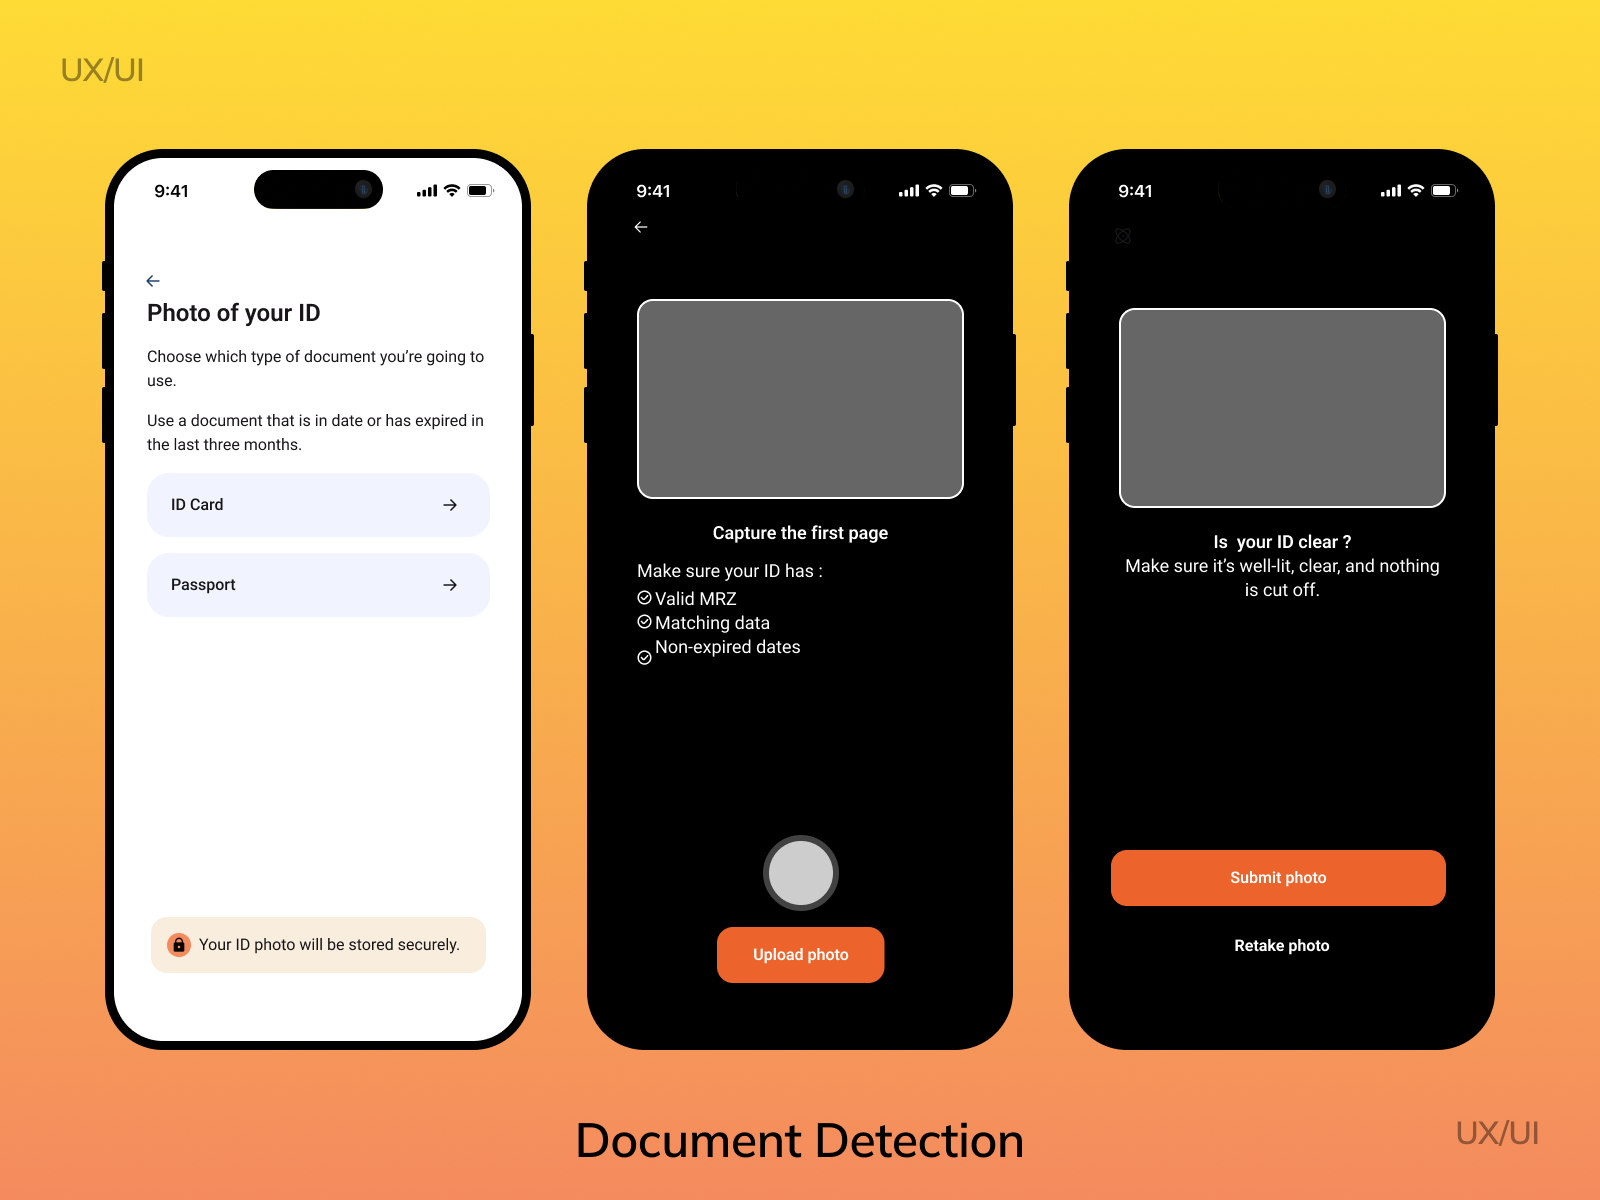 UX/UI
9:41
Photo of your ID
Choose which type of document you’re going to
use.
Use a document that is in date or has expired in
the last three months.
ID Card
Passport
Your ID photo will be stored securely.
9:41
Capture the first page
Make sure your ID has :
Valid MRZ
Matching data
Non-expired dates
Upload photo
9:41
Is  your ID clear ?
Make sure it’s well-lit, clear, and nothing
is cut off.
Submit photo
Retake photo
Document Detection
UX/UI